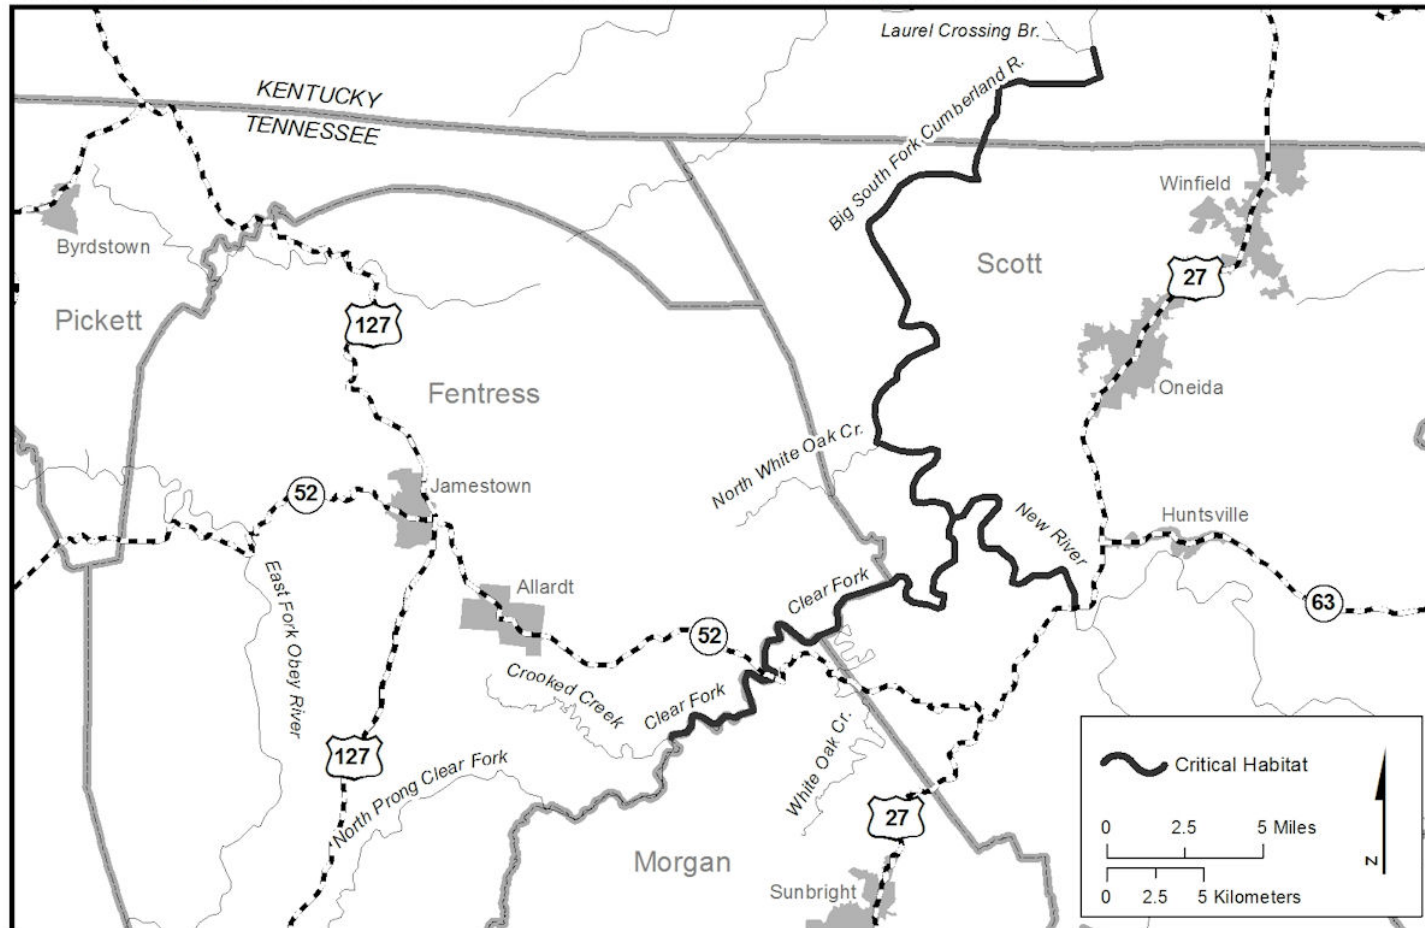 Laurel Crossing Br.
KENTUCKY
TENNESSEE
Big South Fork Cumberland R.
Winfield
Byrdstown
Scott
27
Pickett
127
Oneida
Fentress
North White Oak Cr.
Jamestown
52
New River
Huntsville
East Fork Obey River
Allardt
Clear Fork
63
52
Crooked Creek
Clear Fork
White Oak Cr.
127
North Prong Clear Fork
27
Morgan
Sunbright
Critical Habitat
0 2.5 5 Miles
0 2.5 5 Kilometers
N